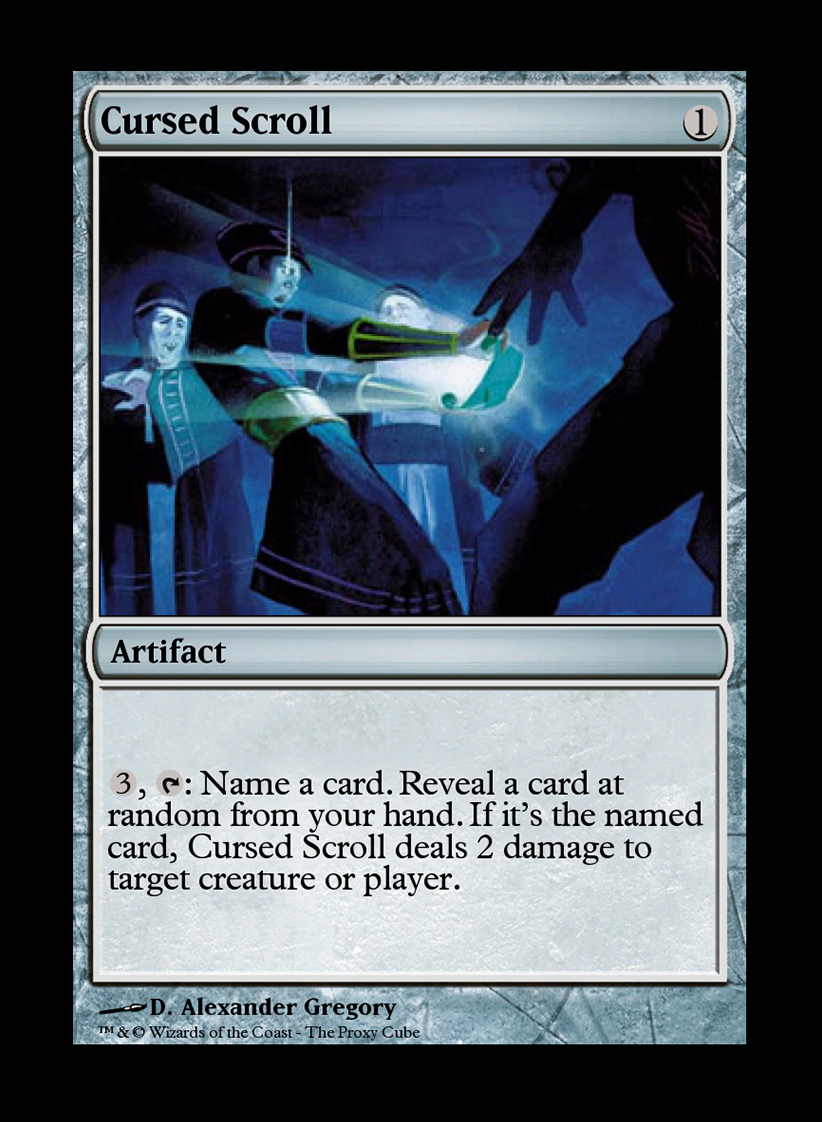 Cursed Scroll 1
Artifact
3, : Name a card. Reveal a card at
random from your hand. If it's the named
card, Cursed Scroll deals 2 damage to
target creature or player.
D. Alexander Gregory
™ & © Wizards of the Coast - The Proxy Cube